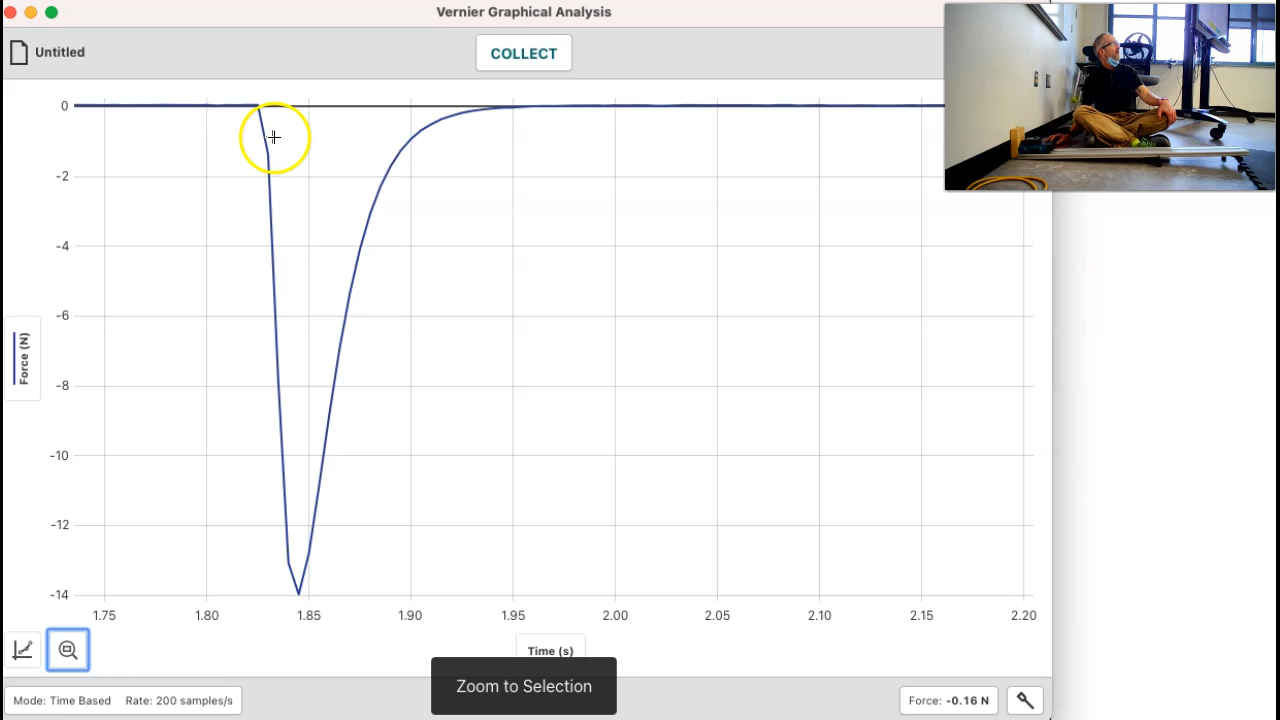 Vernier Graphical Analysis
Untitled
COLLECT
0
-2
-4
-6
-8
-10
-12
-14
Force (N)
1.75 1.80 1.85 1.90 1.95 2.00 2.05 2.10 2.15 2.20
Time (s)
Zoom to Selection
Mode: Time Based Rate: 200 samples/s
Force: -0.16 N